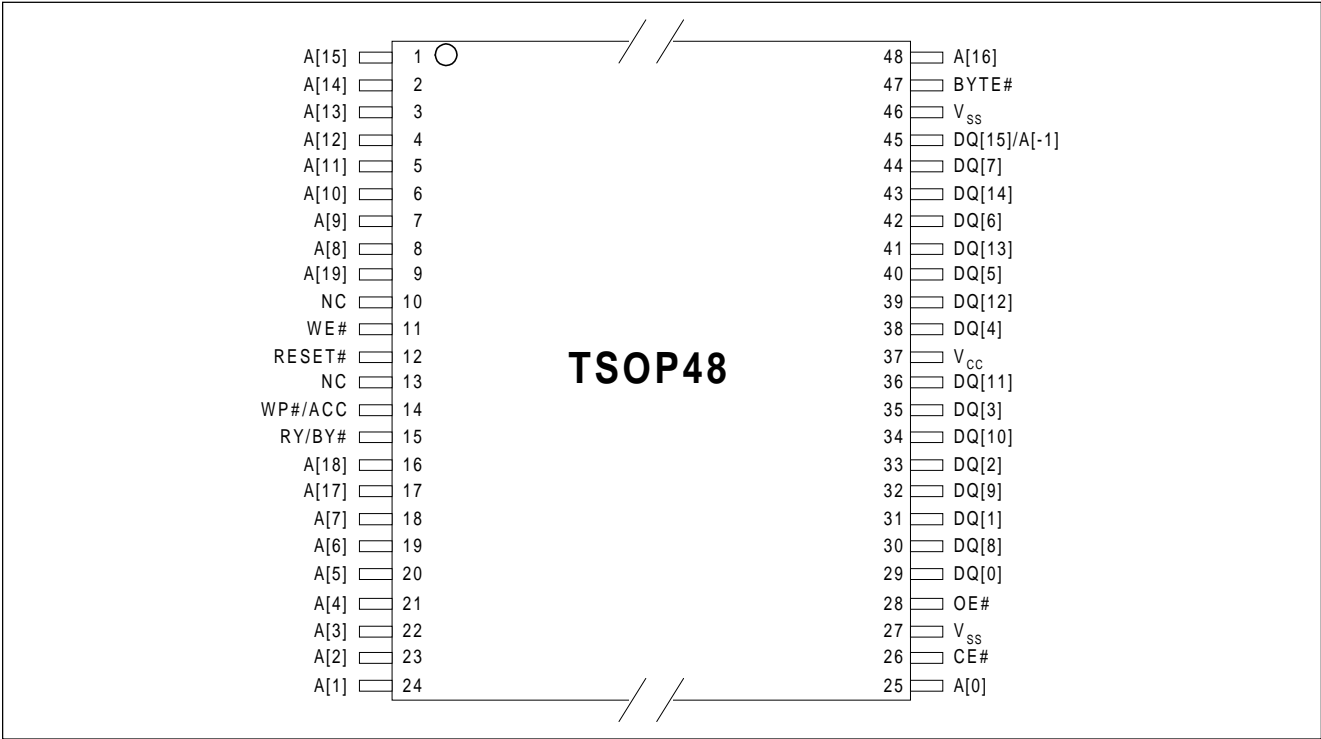 A[15] 1 48 A[16]
A[14] 2 47 BYTE#
A[13] 3 46 VSS
A[12] 4 45 DQ[15]/A[-1]
A[11] 5 44 DQ[7]
A[10] 6 43 DQ[14]
A[9] 7 42 DQ[6]
A[8] 8 41 DQ[13]
A[19] 9 40 DQ[5]
NC 10 39 DQ[12]
WE# 11 38 DQ[4]
RESET# 12 37 VCC
TSOP48
NC 13 36 DQ[11]
WP#/ACC 14 35 DQ[3]
RY/BY# 15 34 DQ[10]
A[18] 16 33 DQ[2]
A[17] 17 32 DQ[9]
A[7] 18 31 DQ[1]
A[6] 19 30 DQ[8]
A[5] 20 29 DQ[0]
A[4] 21 28 OE#
A[3] 22 27 VSS
A[2] 23 26 CE#
A[1] 24 25 A[0]